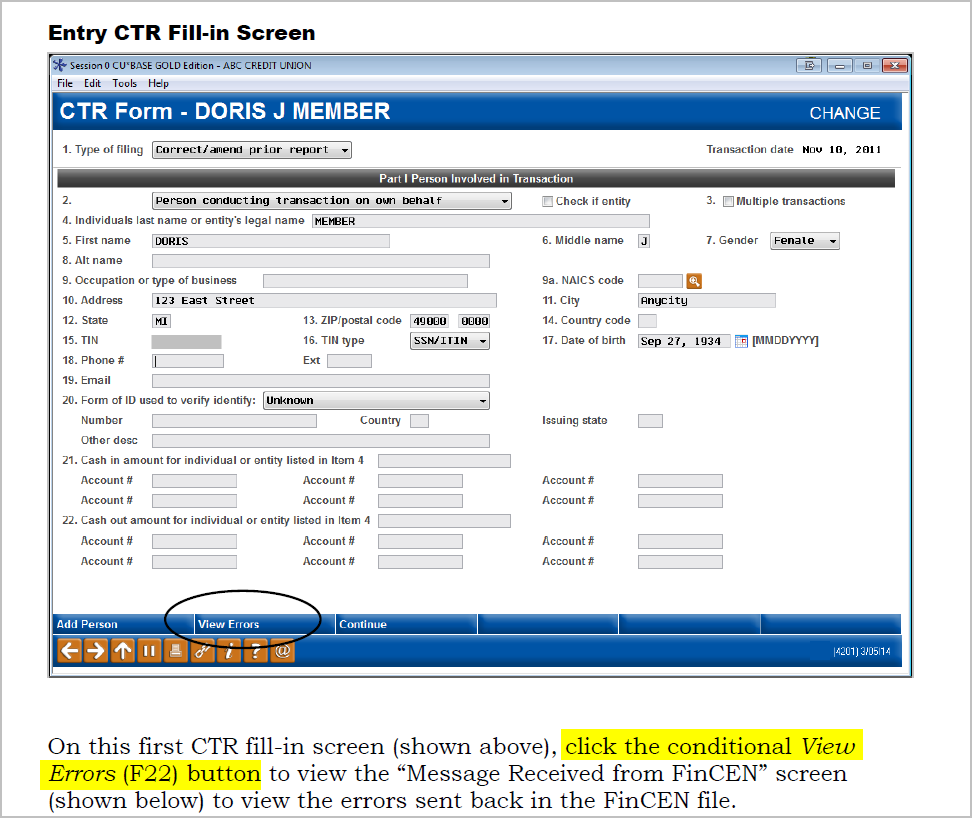 Entry CTR Fill-in Screen
Session 0 CU*BASE GOLD Edition - ABC CREDIT UNION
File Edit Tools Help
CTR Form - DORIS J MEMBER CHANGE
1. Type of filing Correct/amend prior report Transaction date Nov 10, 2011
Part I Person Involved in Transaction
2. Person conducting transaction on own behalf Check if entity 3. Multiple transactions
4. Individuals last name or entity's legal name MEMBER
5. First name DORIS 6. Middle name J 7. Gender Female
8. Alt name
9. Occupation or type of business 9a. NAICS code
10. Address 123 East Street 11. City Anycity
12. State MI 13. ZIP/postal code 49000 0000 14. Country code
15. TIN 16. TIN type SSN/ITIN 17. Date of birth Sep 27, 1934 [MMDDYYYY]
18. Phone # Ext
19. Email
20. Form of ID used to verify identify: Unknown
Number Country Issuing state
Other desc
21. Cash in amount for individual or entity listed in Item 4
Account # Account # Account #
Account # Account # Account #
22. Cash out amount for individual or entity listed in Item 4
Account # Account # Account #
Account # Account # Account #
Add Person View Errors Continue
(4201) 3/05/14
On this first CTR fill-in screen (shown above), click the conditional View
Errors (F22) button to view the “Message Received from FinCEN” screen
(shown below) to view the errors sent back in the FinCEN file.